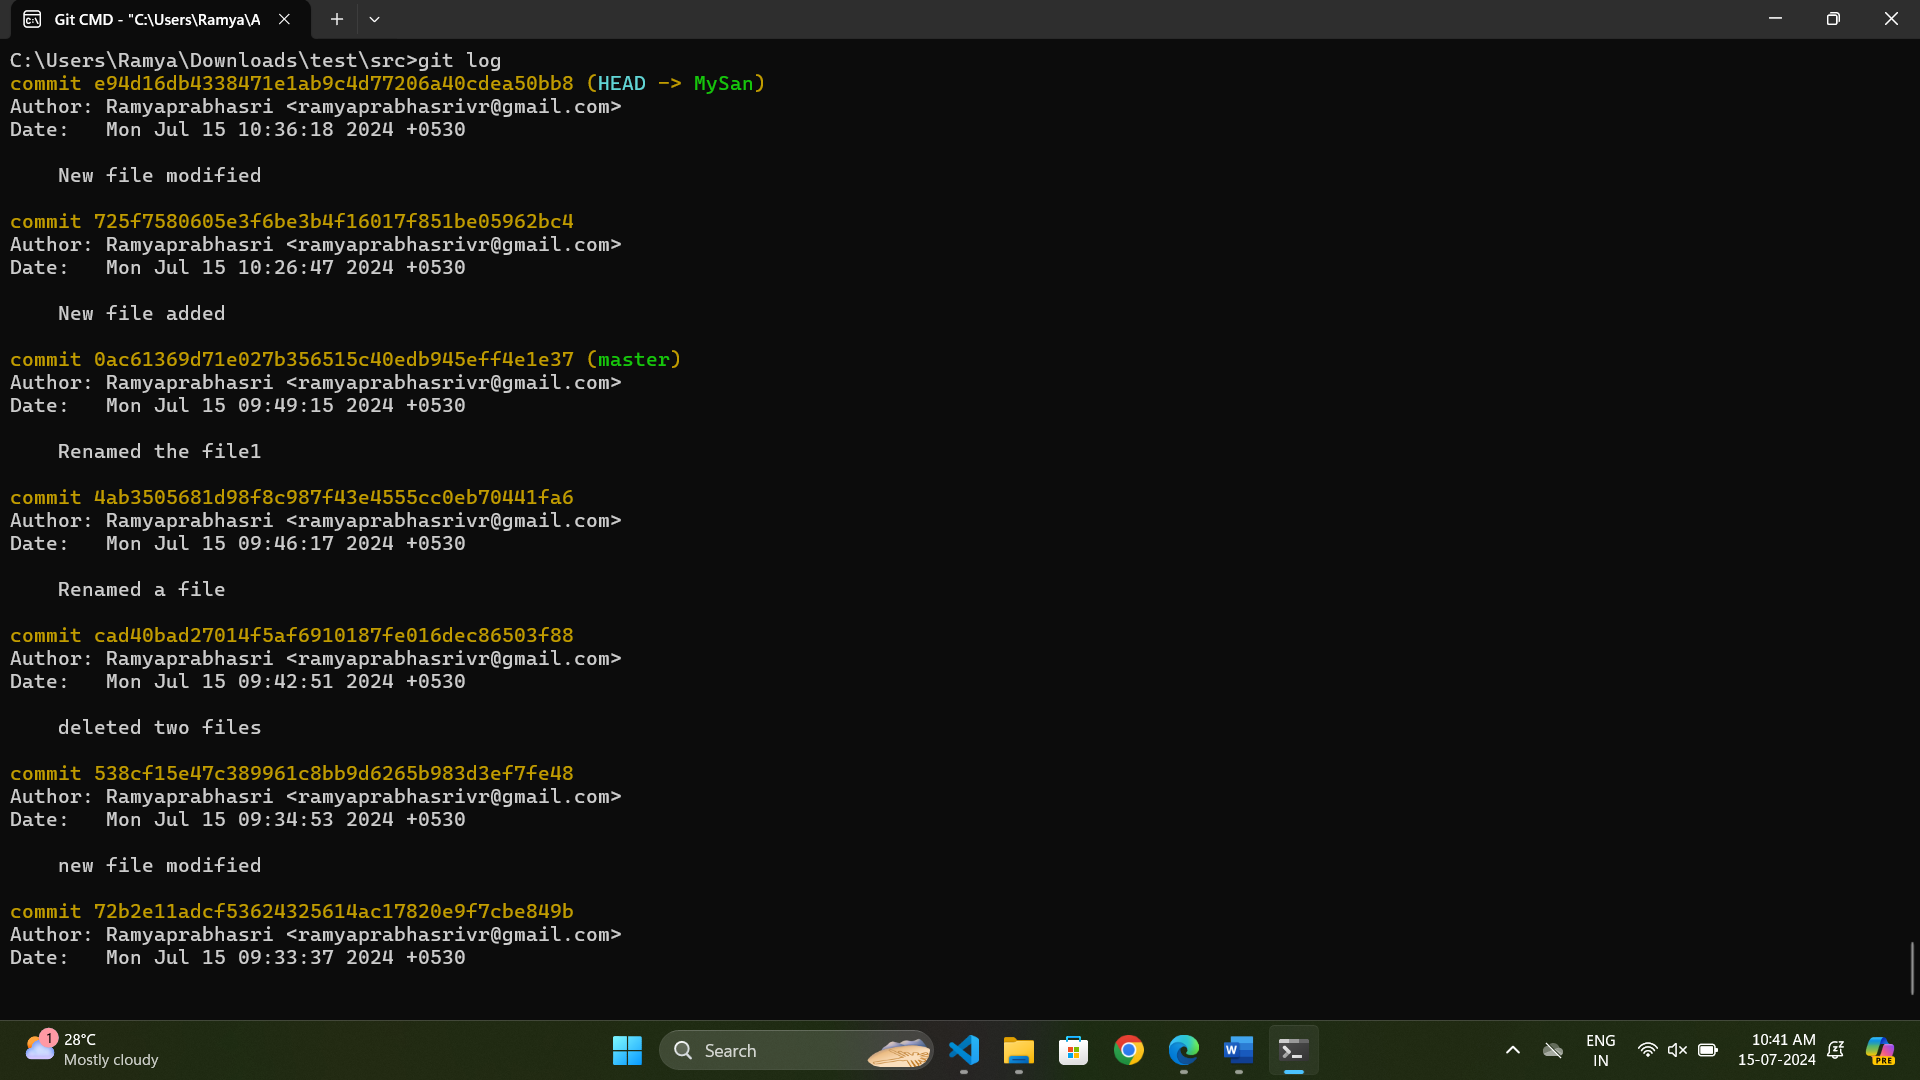 Git CMD - "C:\Users\Ramya\A
C:\Users\Ramya\Downloads\test\src>git log
commit e94d16db4338471e1ab9c4d77206a40cdea50bb8 (HEAD -> MySan)
Author: Ramyaprabhasri <ramyaprabhasrivr@gmail.com>
Date:   Mon Jul 15 10:36:18 2024 +0530
New file modified
commit 725f7580605e3f6be3b4f16017f851be05962bc4
Author: Ramyaprabhasri <ramyaprabhasrivr@gmail.com>
Date:   Mon Jul 15 10:26:47 2024 +0530
New file added
commit 0ac61369d71e027b356515c40edb945eff4e1e37 (master)
Author: Ramyaprabhasri <ramyaprabhasrivr@gmail.com>
Date:   Mon Jul 15 09:49:15 2024 +0530
Renamed the file1
commit 4ab3505681d98f8c987f43e4555cc0eb70441fa6
Author: Ramyaprabhasri <ramyaprabhasrivr@gmail.com>
Date:   Mon Jul 15 09:46:17 2024 +0530
Renamed a file
commit cad40bad27014f5af6910187fe016dec86503f88
Author: Ramyaprabhasri <ramyaprabhasrivr@gmail.com>
Date:   Mon Jul 15 09:42:51 2024 +0530
deleted two files
commit 538cf15e47c389961c8bb9d6265b983d3ef7fe48
Author: Ramyaprabhasri <ramyaprabhasrivr@gmail.com>
Date:   Mon Jul 15 09:34:53 2024 +0530
new file modified
commit 72b2e11adcf53624325614ac17820e9f7cbe849b
Author: Ramyaprabhasri <ramyaprabhasrivr@gmail.com>
Date:   Mon Jul 15 09:33:37 2024 +0530
1
28°C
Mostly cloudy
Search
W
ENG
IN
10:41 AM
15-07-2024
PRE